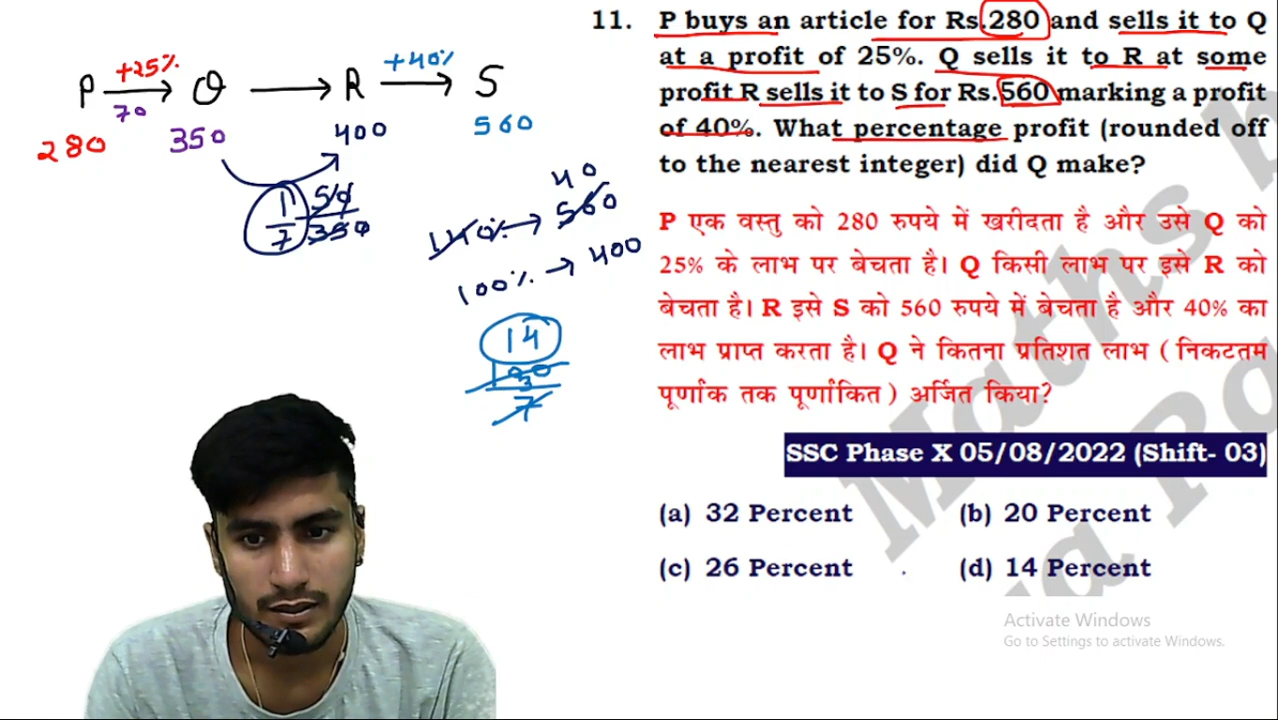 11. P buys an article for Rs.280 and sells it to Q
at a profit of 25%. Q sells it to R at some
profit R sells it to S for Rs.560 marking a profit
of 40%. What percentage profit (rounded off
to the nearest integer) did Q make?
P एक वस्तु को 280 रुपये में खरीदता है और उसे Q को
25% के लाभ पर बेचता है। Q किसी लाभ पर इसे R को
बेचता है। R इसे S को 560 रुपये में बेचता है और 40% का
लाभ प्राप्त करता है। Q ने कितना प्रतिशत लाभ ( निकटतम
पूर्णांक तक पूर्णांकित ) अर्जित किया?
SSC Phase X 05/08/2022 (Shift- 03)
(a) 32 Percent (b) 20 Percent
(c) 26 Percent (d) 14 Percent
Activate Windows
Go to Settings to activate Windows.
+25% +40%
P → Q → R → S
70
280 350 400 560
1 50
7 350
40
140% → 560
100% → 400
14
100
7
Maths b